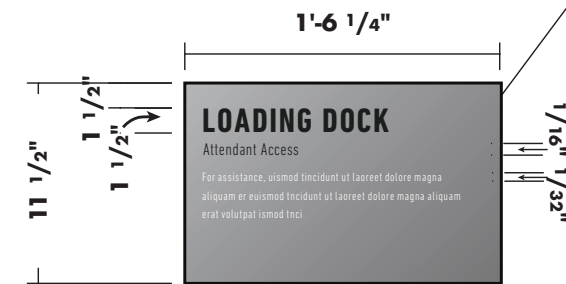 1'-6 1/4"
1 1/2"
1 1/2"
11 1/2"
LOADING DOCK
Attendant Access
For assistance, uismod tincidunt ut laoreet dolore magna
aliquam er euismod tncidunt ut laoreet dolore magna aliquam
erat volutpat ismod tnci
1/16"
1/32"